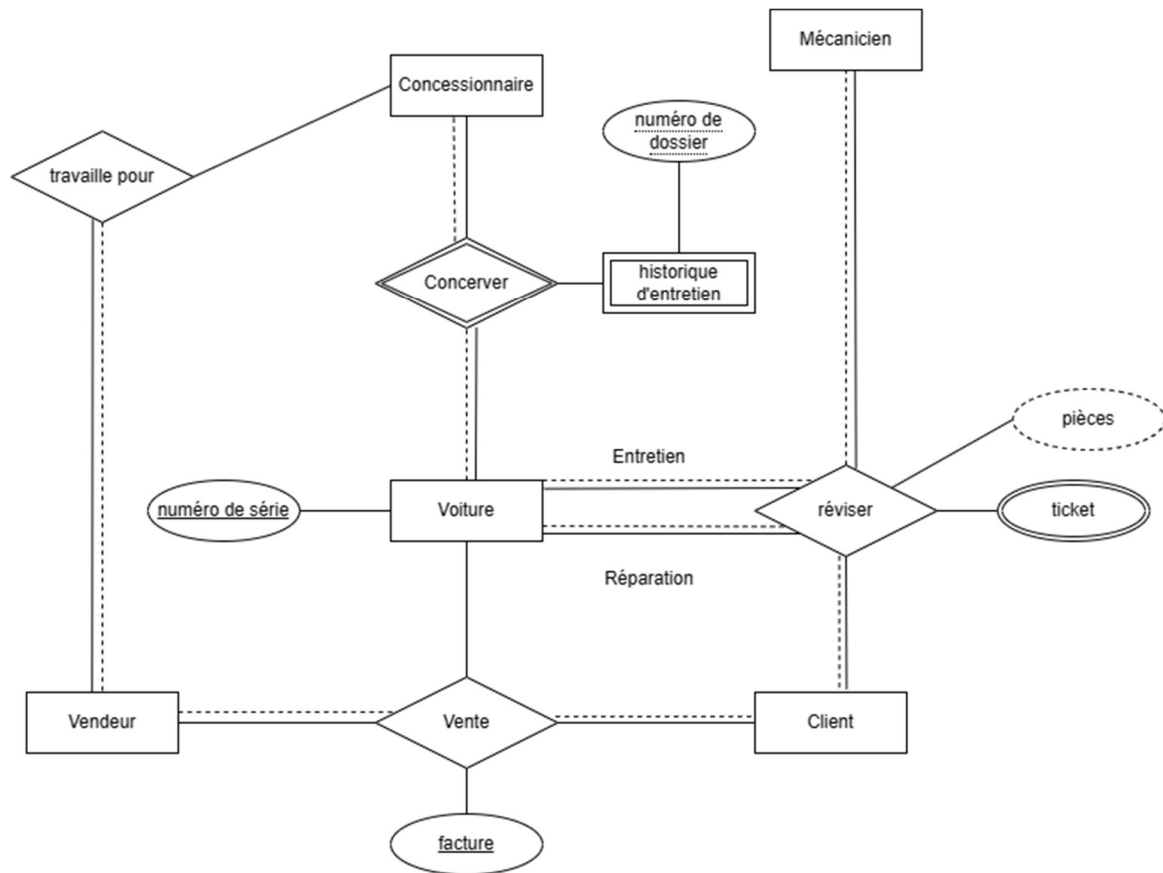 Mécanicien
Concessionnaire
numéro de
dossier
travaille pour
Concerver
historique
d'entretien
pièces
Entretien
numéro de série
Voiture
réviser
ticket
Réparation
Vendeur
Vente
Client
facture